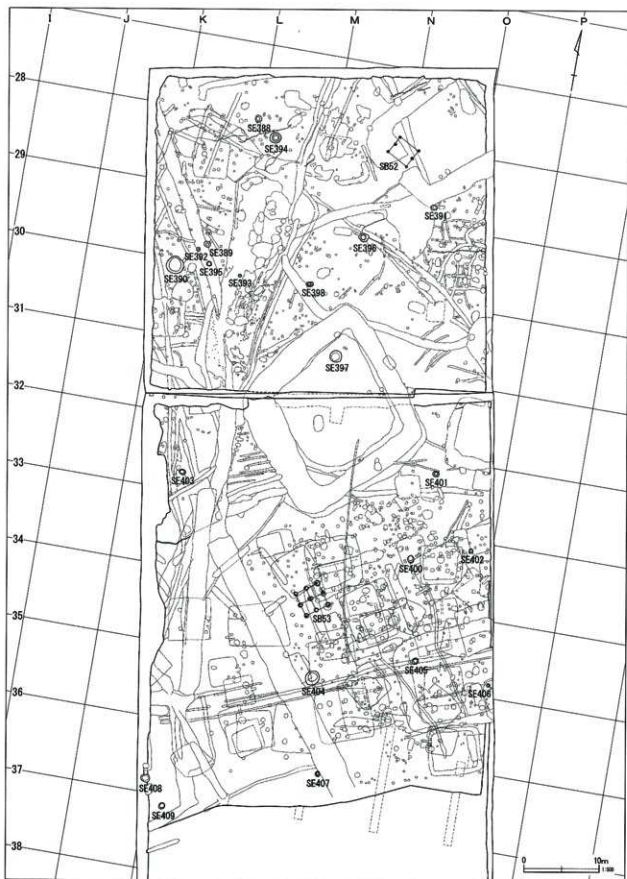 I J K L M N O P
28
SE388
SE394
SB52
29
SE391
30
SE396
SE389
SE392
SE395
SE390
SE393
SE398
31
SE397
32
33
SE403
SE401
34
SE402
SE400
35
SB53
SE405
SE404
SE406
36
37
SE407
SE408
SE409
38
0 10m